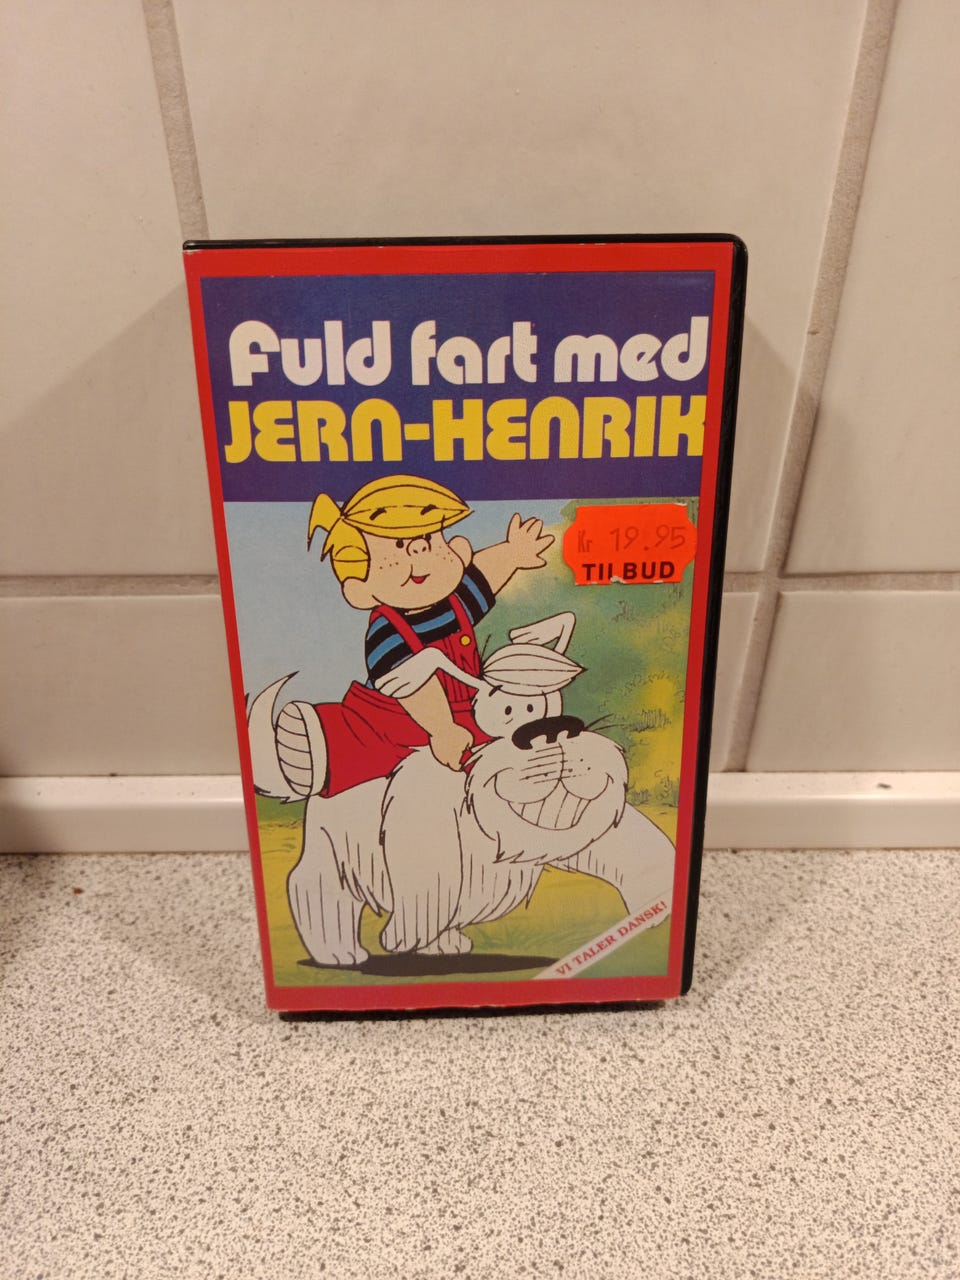 Fuld fart med
JERN-HENRIK
Kr 19.95
TILBUD
VI TALER DANSK!